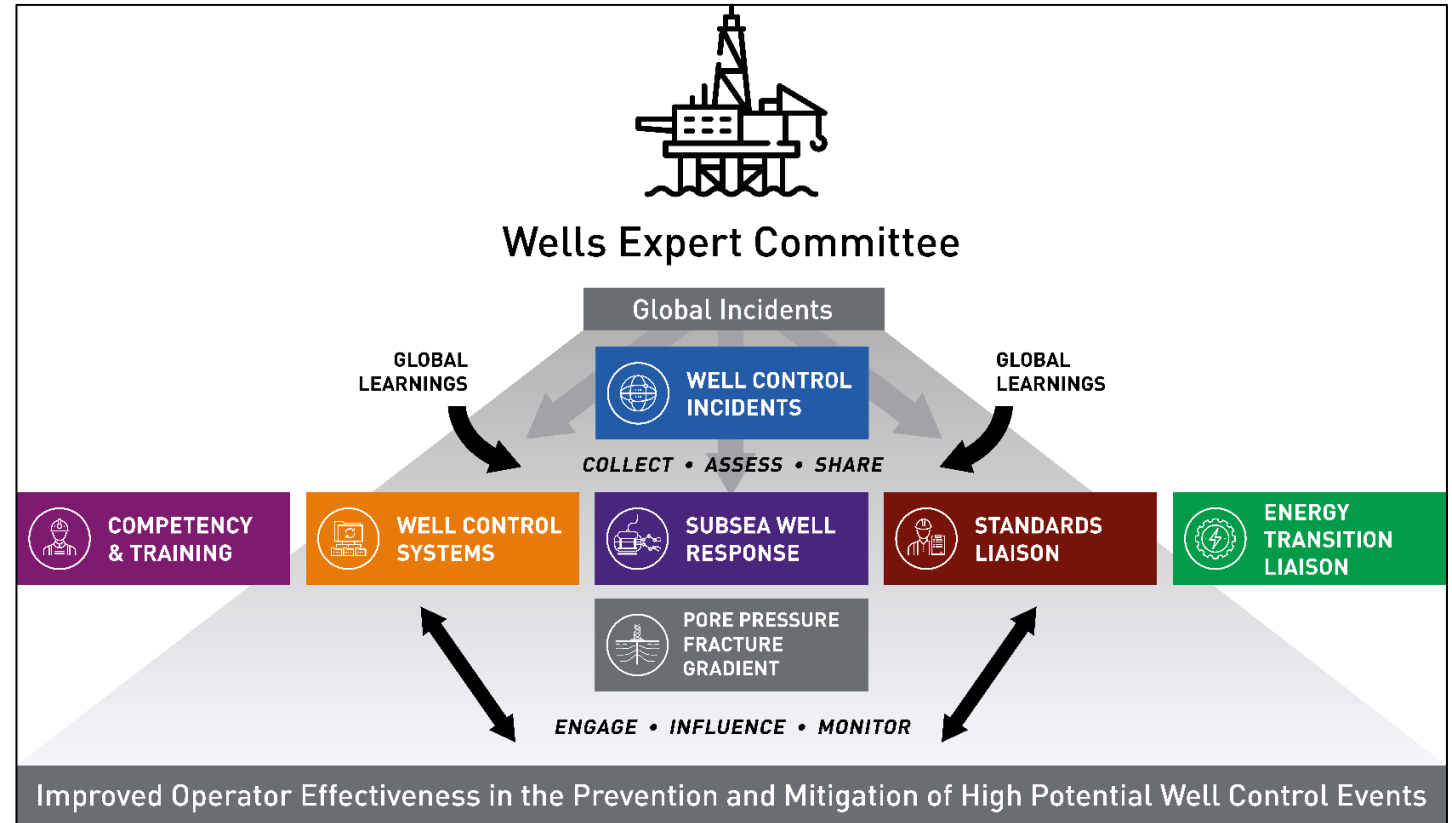 Wells Expert Committee
Global Incidents
GLOBAL
LEARNINGS
WELL CONTROL
INCIDENTS
GLOBAL
LEARNINGS
COLLECT • ASSESS • SHARE
COMPETENCY
& TRAINING
WELL CONTROL
SYSTEMS
SUBSEA WELL
RESPONSE
STANDARDS
LIAISON
ENERGY
TRANSITION
LIAISON
PORE PRESSURE
FRACTURE
GRADIENT
ENGAGE • INFLUENCE • MONITOR
Improved Operator Effectiveness in the Prevention and Mitigation of High Potential Well Control Events